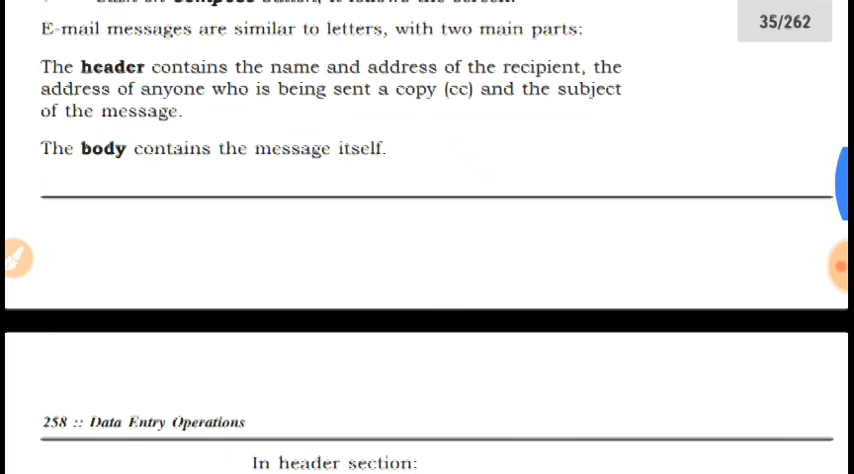 35/262
E-mail messages are similar to letters, with two main parts:
The header contains the name and address of the recipient, the
address of anyone who is being sent a copy (cc) and the subject
of the message.
The body contains the message itself.
258 :: Data Entry Operations
In header section: